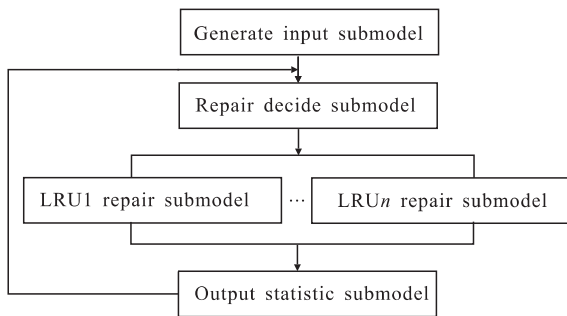 Generate input submodel
Repair decide submodel
LRU1 repair submodel ... LRUn repair submodel
Output statistic submodel